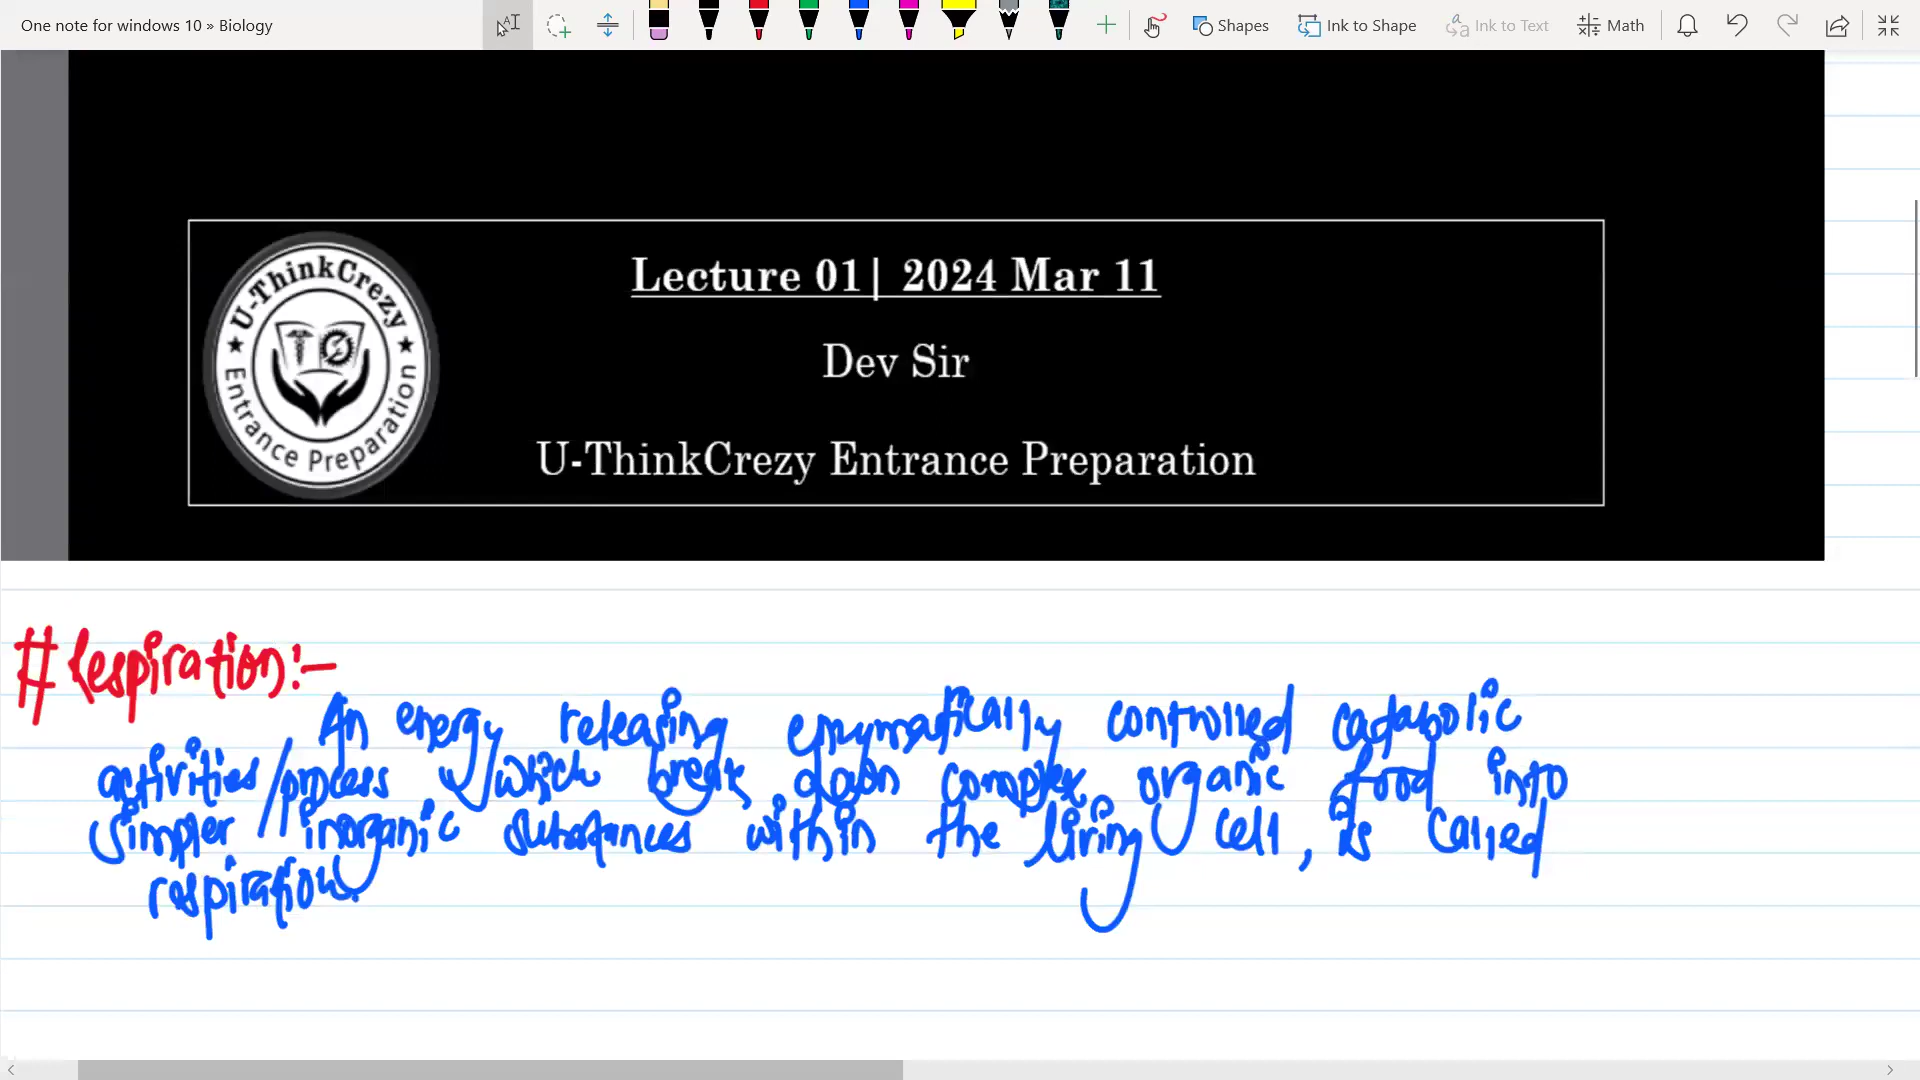 One note for windows 10 » Biology
Shapes
Ink to Shape
Ink to Text
Math
U-ThinkCrezy
Entrance Preparation
Lecture 01| 2024 Mar 11
Dev Sir
U-ThinkCrezy Entrance Preparation
# Respiration:-
An energy releasing enzymatically controlled catabolic
activities/process which break down complex organic food into
simpler / inorganic substances within the living cell, is called
respiration.